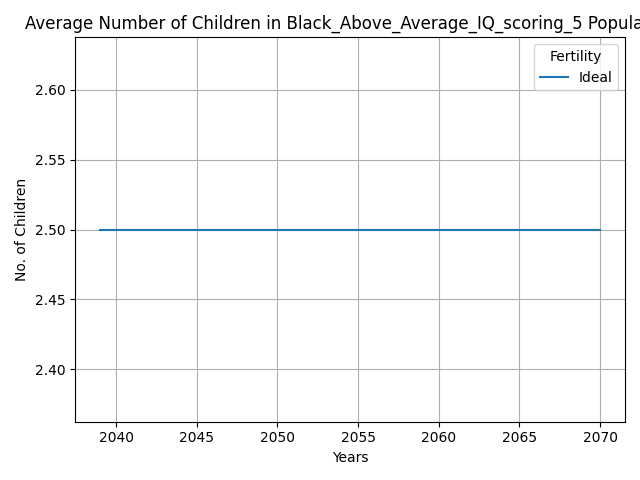 Average Number of Children in Black_Above_Average_IQ_scoring_5 Popula
Fertility
Ideal
2.60
2.55
2.50
2.45
2.40
No. of Children
2040 2045 2050 2055 2060 2065 2070
Years